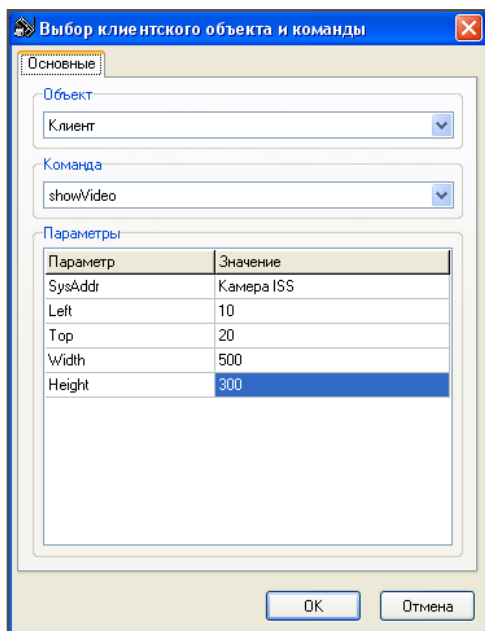 Выбор клиентского объекта и команды
Основные
Объект
Клиент
Команда
showVideo
Параметры
Параметр Значение
SysAddr Камера ISS
Left 10
Top 20
Width 500
Height 300
OK Отмена